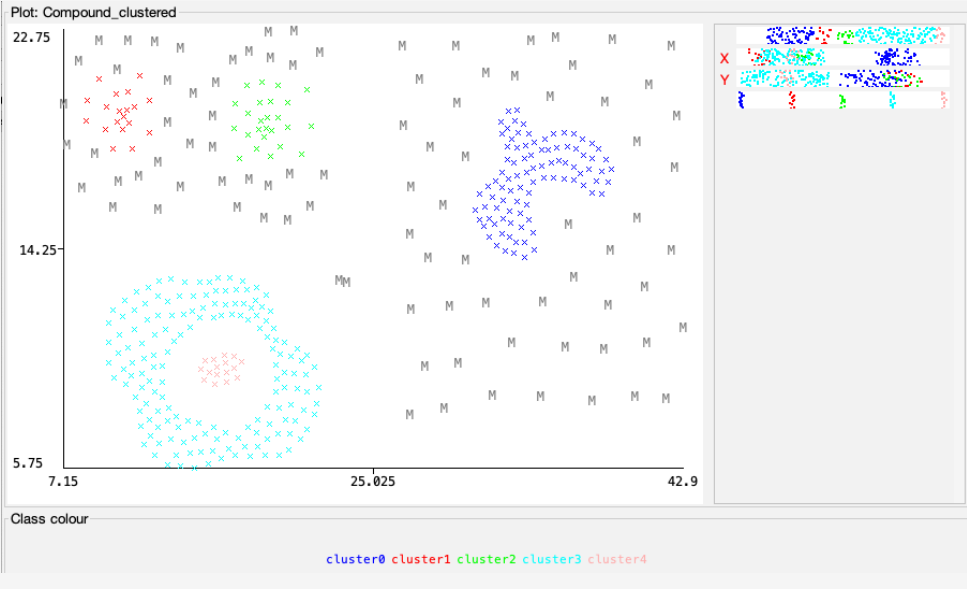 Plot: Compound_clustered
22.75
X
Y
14.25
5.75
7.15 25.025 42.9
Class colour
cluster0 cluster1 cluster2 cluster3 cluster4